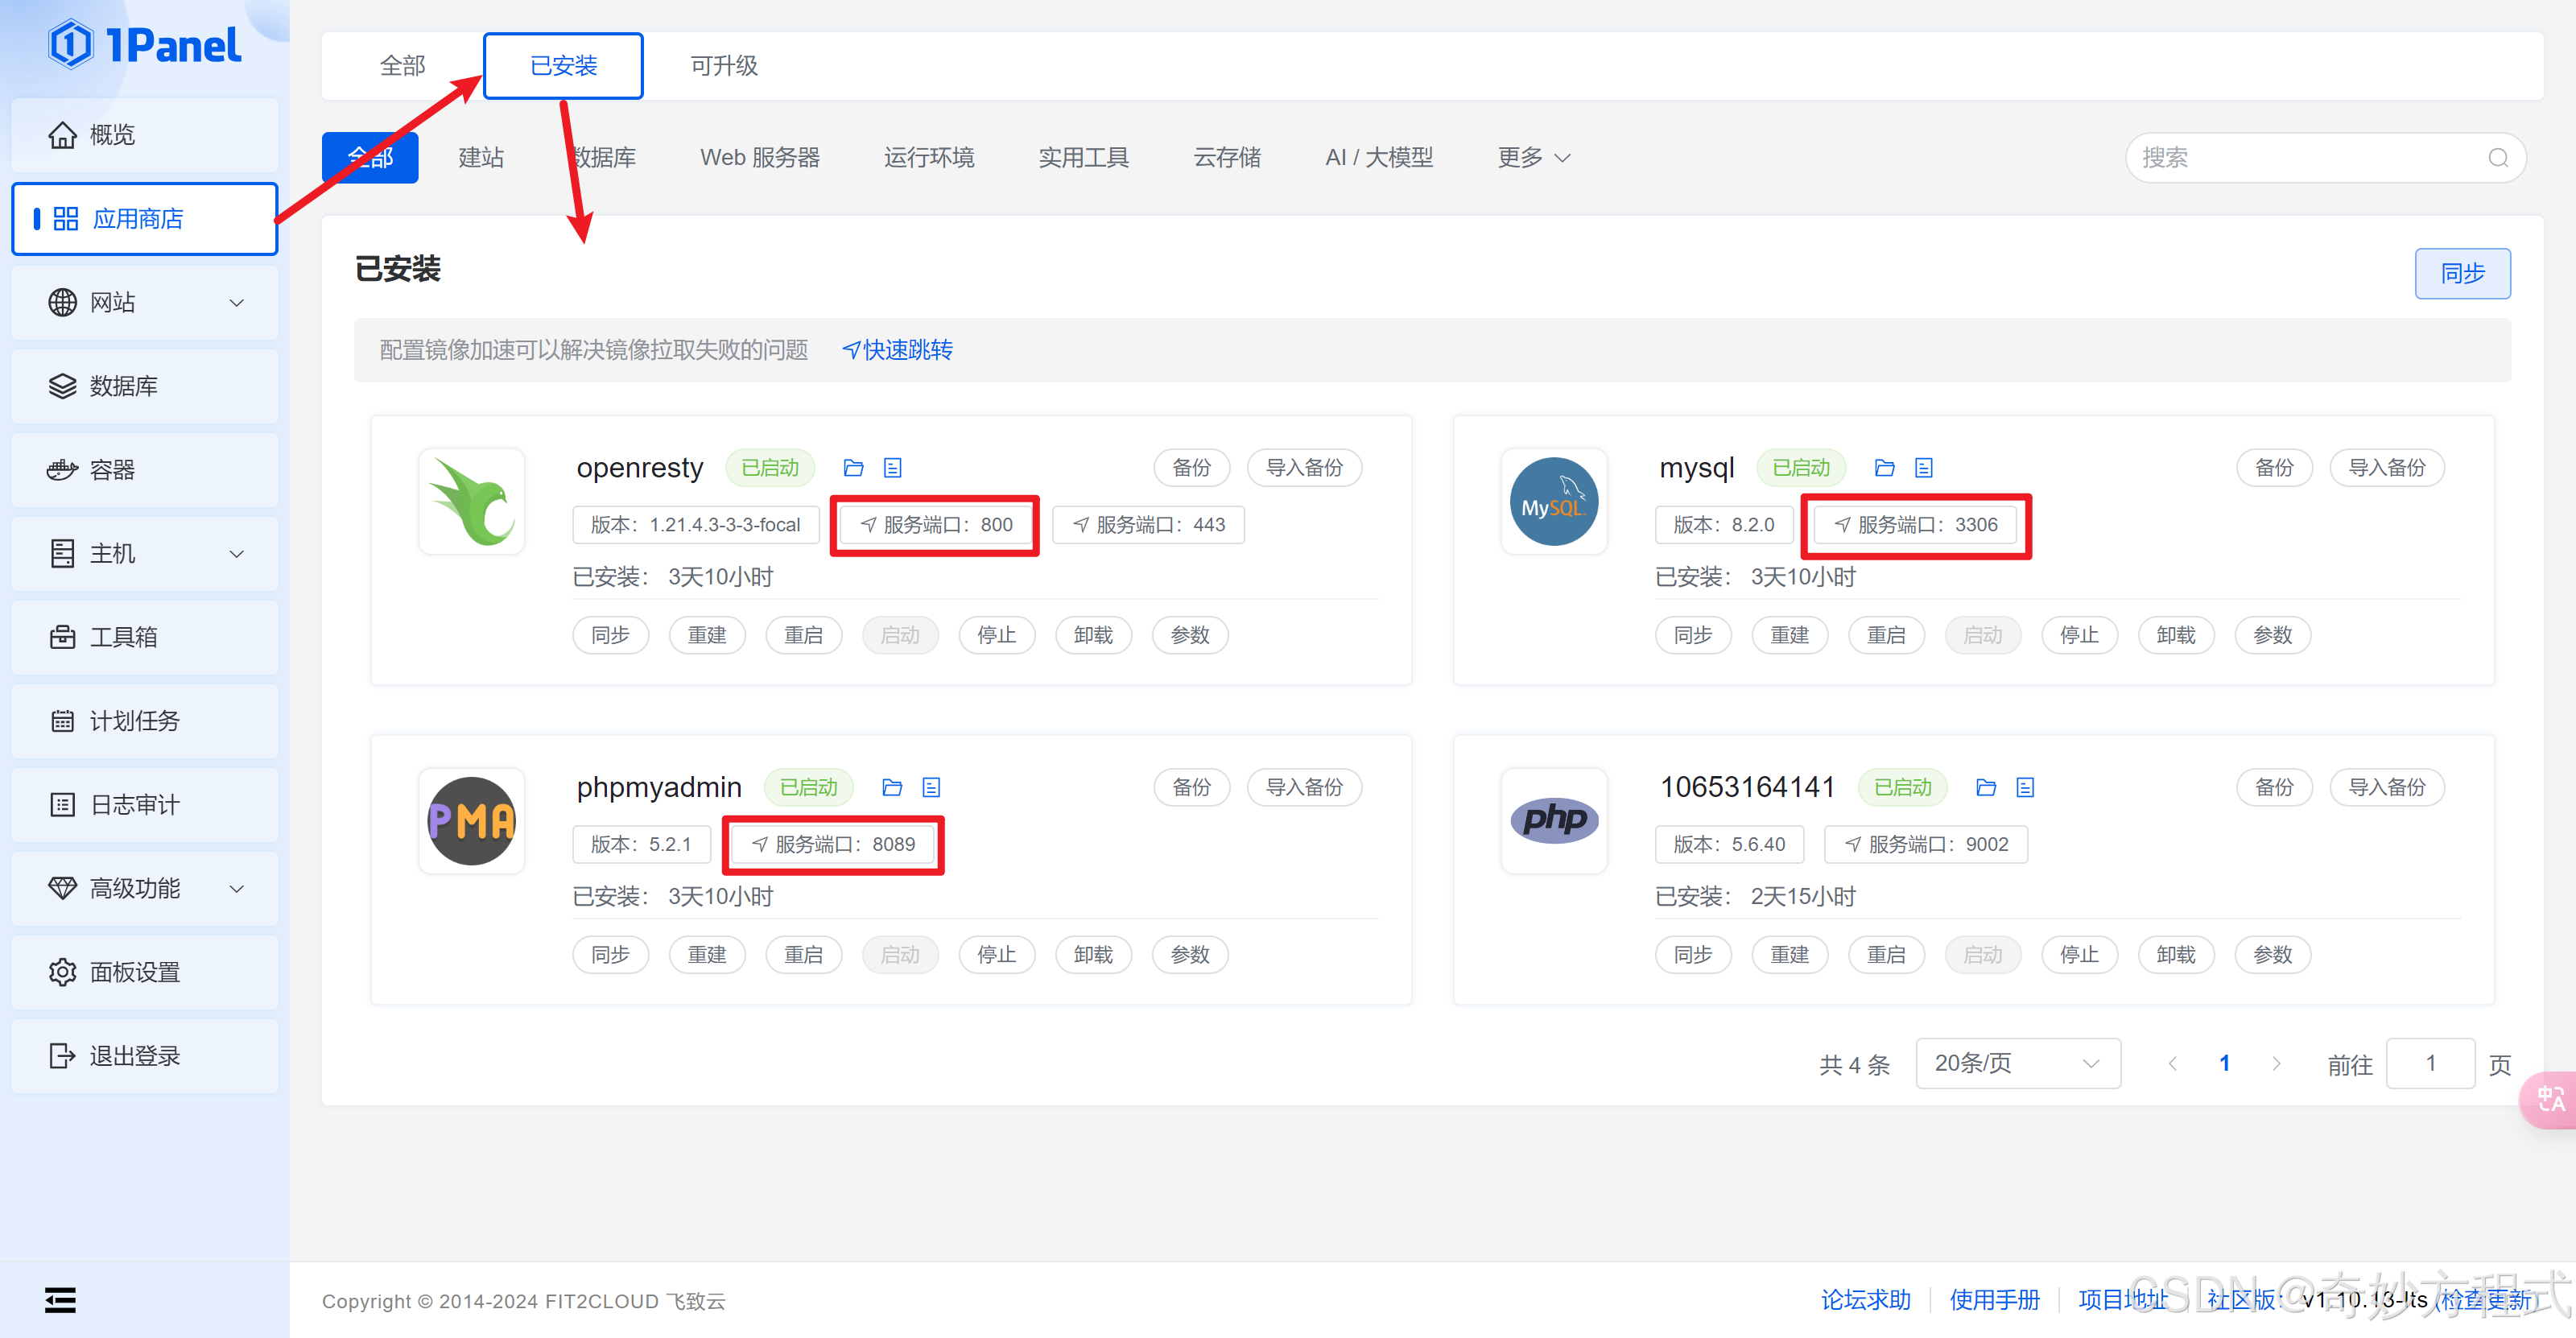 1Panel
概览
应用商店
网站
数据库
容器
主机
工具箱
计划任务
日志审计
高级功能
面板设置
退出登录
全部 已安装 可升级
全部 建站 数据库 Web 服务器 运行环境 实用工具 云存储 AI / 大模型 更多 搜索
已安装 同步
配置镜像加速可以解决镜像拉取失败的问题 快速跳转
openresty 已启动 备份 导入备份
版本：1.21.4.3-3-3-focal 服务端口：800 服务端口：443
已安装： 3天10小时
同步 重建 重启 启动 停止 卸载 参数
MySQL
mysql 已启动 备份 导入备份
版本：8.2.0 服务端口：3306
已安装： 3天10小时
同步 重建 重启 启动 停止 卸载 参数
PMA
phpmyadmin 已启动 备份 导入备份
版本：5.2.1 服务端口：8089
已安装： 3天10小时
同步 重建 重启 启动 停止 卸载 参数
php
10653164141 已启动 备份 导入备份
版本：5.6.40 服务端口：9002
已安装： 2天15小时
同步 重建 重启 启动 停止 卸载 参数
共 4 条 20条/页 1 前往 1 页
中A
Copyright © 2014-2024 FIT2CLOUD 飞致云
论坛求助 使用手册 项目地址 社区版： v1.10.13-lts (检查更新)
CSDN @奇妙方程式